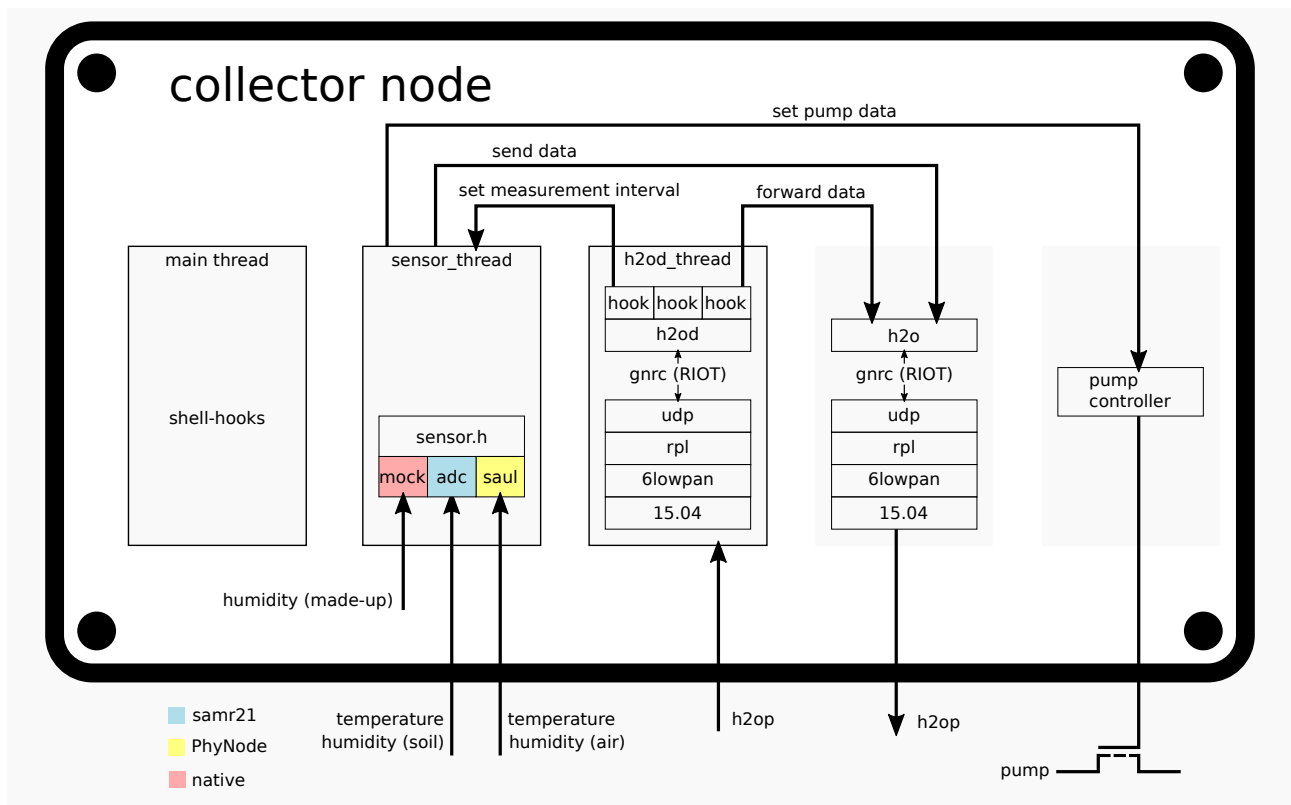 collector node
set pump data
send data
set measurement interval
forward data
main thread
shell-hooks
sensor_thread
sensor.h
mock
adc
saul
h2od_thread
hook
hook
hook
h2od
gnrc (RIOT)
udp
rpl
6lowpan
15.04
h2o
gnrc (RIOT)
udp
rpl
6lowpan
15.04
pump
controller
humidity (made-up)
temperature
humidity (soil)
temperature
humidity (air)
h2op
h2op
pump
samr21
PhyNode
native